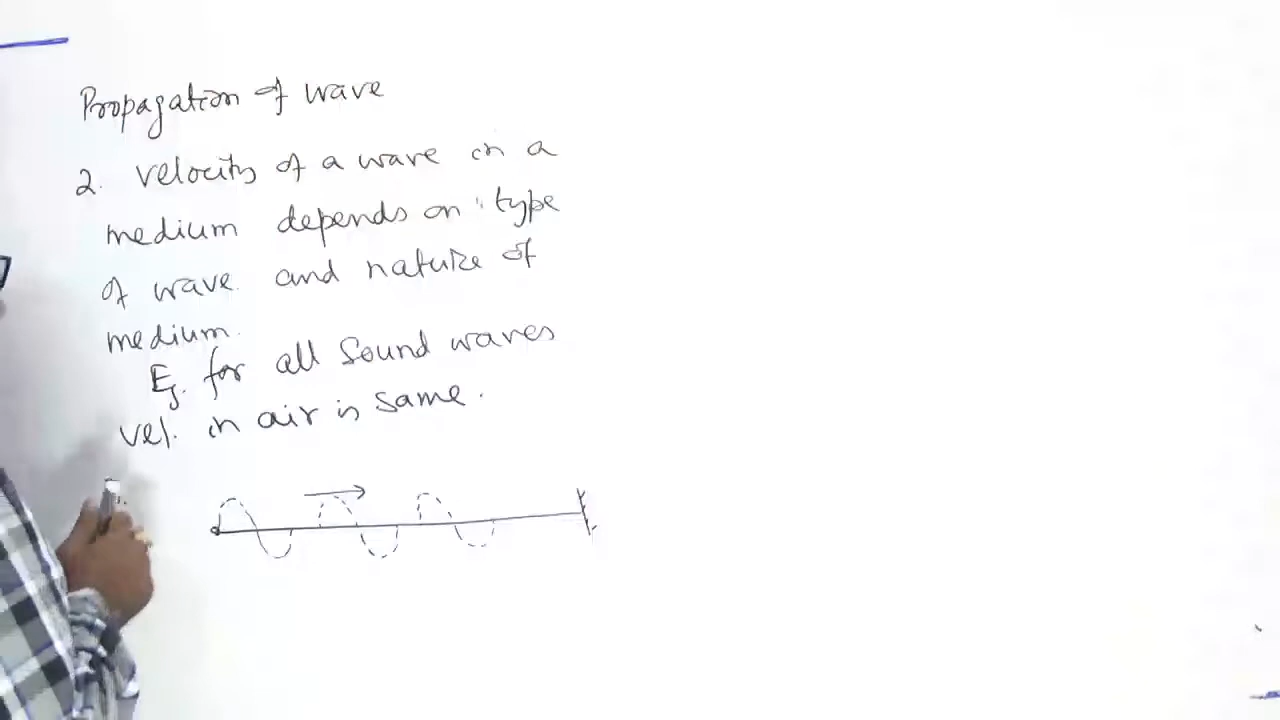 Propagation of wave
2. velocity of a wave in a
medium depends on type
of wave and nature of
medium.
Eg. for all sound waves
vel. in air is same.